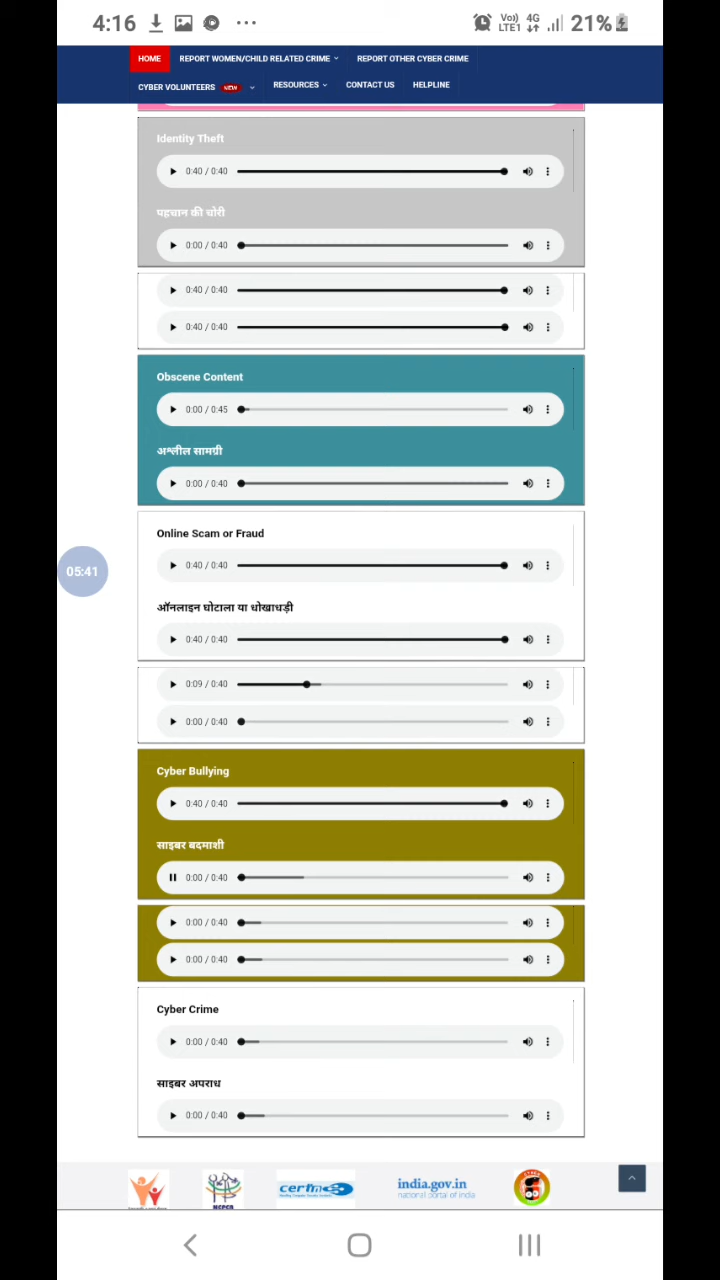 4:16
Vo)) 4G
LTE1
21%
HOME REPORT WOMEN/CHILD RELATED CRIME REPORT OTHER CYBER CRIME
CYBER VOLUNTEERS NEW RESOURCES CONTACT US HELPLINE
Identity Theft
0:40 / 0:40
पहचान की चोरी
0:00 / 0:40
0:40 / 0:40
0:40 / 0:40
Obscene Content
0:00 / 0:45
अश्लील सामग्री
0:00 / 0:40
Online Scam or Fraud
05:41
0:40 / 0:40
ऑनलाइन घोटाला या धोखाधड़ी
0:40 / 0:40
0:09 / 0:40
0:00 / 0:40
Cyber Bullying
0:40 / 0:40
साइबर बदमाशी
0:00 / 0:40
0:00 / 0:40
0:00 / 0:40
Cyber Crime
0:00 / 0:40
साइबर अपराध
0:00 / 0:40
NCPCR
india.gov.in
national portal of india